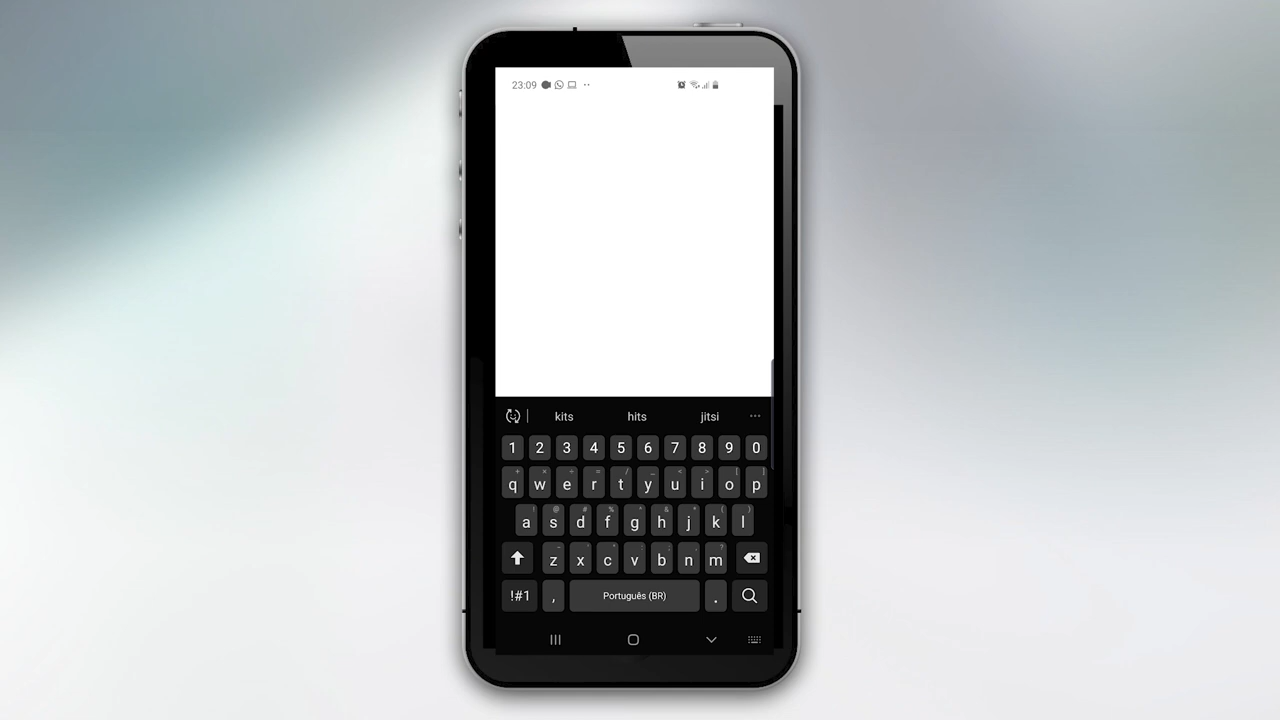 23:09
kits hits jitsi
1 2 3 4 5 6 7 8 9 0
q w e r t y u i o p
a s d f g h j k l
z x c v b n m
!#1 , Português (BR) .